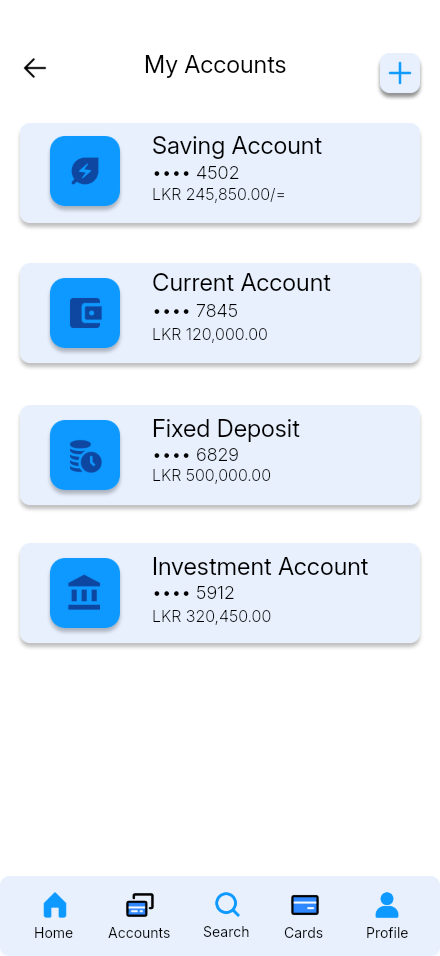 My Accounts
Saving Account
•••• 4502
LKR 245,850.00/=
Current Account
•••• 7845
LKR 120,000.00
Fixed Deposit
•••• 6829
LKR 500,000.00
Investment Account
•••• 5912
LKR 320,450.00
Home Accounts Search Cards Profile